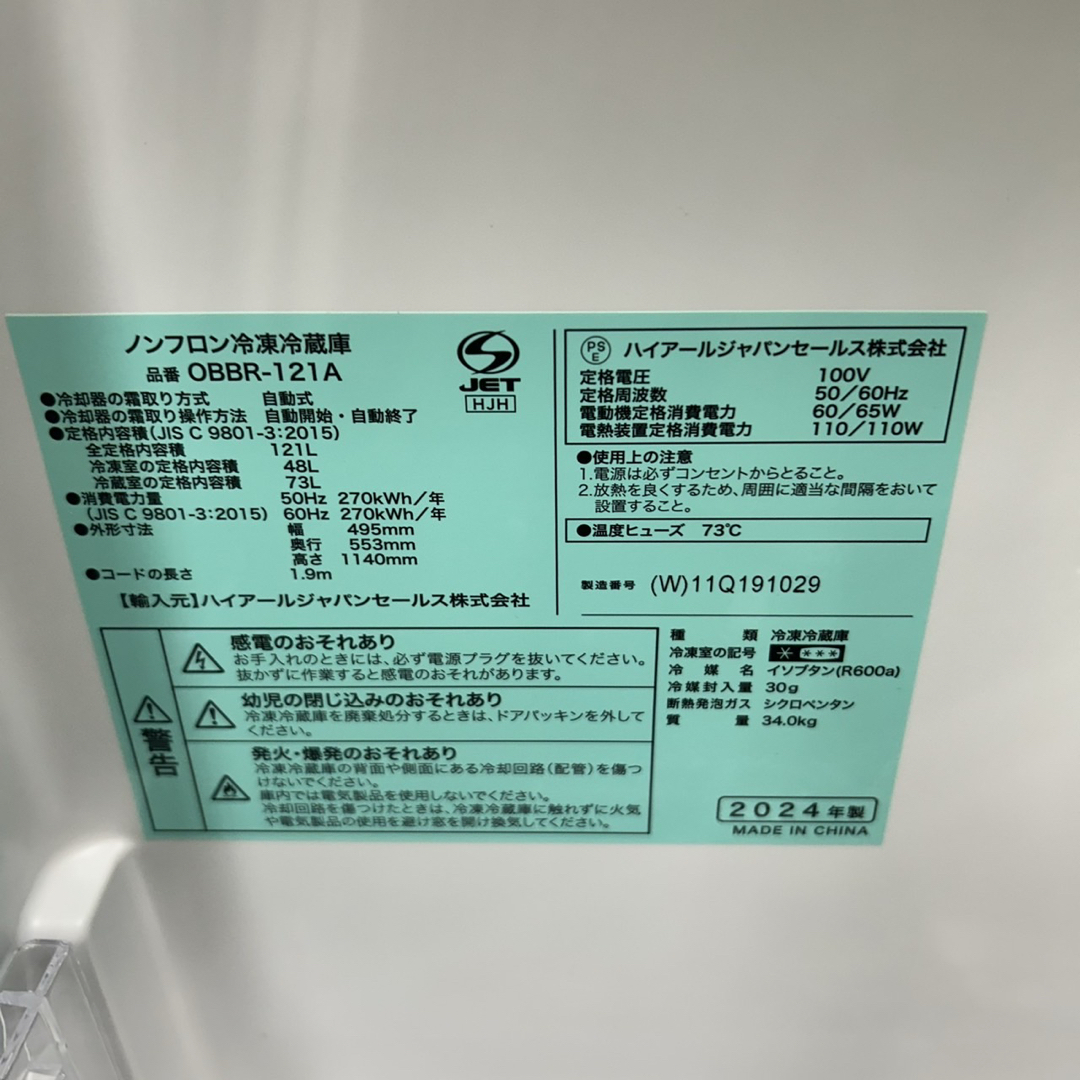 ノンフロン冷凍冷蔵庫
品番 OBBR-121A
JET
HJH
●冷却器の霜取り方式 自動式
●冷却器の霜取り操作方法 自動開始・自動終了
●定格内容積(JIS C 9801-3:2015)
全定格内容積 121L
冷凍室の定格内容積 48L
冷蔵室の定格内容積 73L
●消費電力量 50Hz 270kWh/年
(JIS C 9801-3:2015) 60Hz 270kWh/年
●外形寸法 幅 495mm
奥行 553mm
高さ 1140mm
●コードの長さ 1.9m
【輸入元】ハイアールジャパンセールス株式会社
PSE ハイアールジャパンセールス株式会社
定格電圧 100V
定格周波数 50/60Hz
電動機定格消費電力 60/65W
電熱装置定格消費電力 110/110W
●使用上の注意
1.電源は必ずコンセントからとること。
2.放熱を良くするため、周囲に適当な間隔をおいて
設置すること。
●温度ヒューズ 73℃
製造番号 (W)11Q191029
警告
感電のおそれあり
お手入れのときには、必ず電源プラグを抜いてください。
抜かずに作業すると感電のおそれがあります。
幼児の閉じ込みのおそれあり
冷凍冷蔵庫を廃棄処分するときは、ドアパッキンを外して
ください。
発火・爆発のおそれあり
冷凍冷蔵庫の背面や側面にある冷却回路(配管)を傷つ
けないでください。
庫内では電気製品を使用しないでください。
冷却回路を傷つけたときは、冷凍冷蔵庫に触れずに火気
や電気製品の使用を避け窓を開け換気してください。
種類 冷凍冷蔵庫
冷凍室の記号 * ***
冷媒名 イソブタン(R600a)
冷媒封入量 30g
断熱発泡ガス シクロペンタン
質量 34.0kg
2024年製
MADE IN CHINA